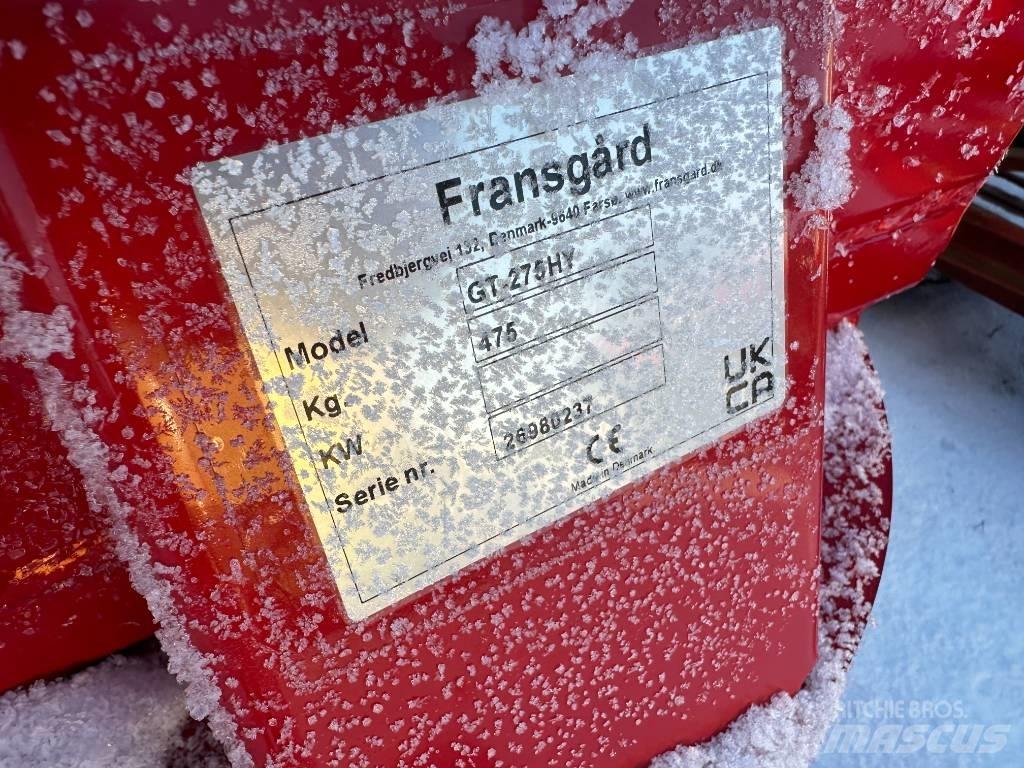 Fransgård
Fredbjergvej 132, Denmark-9640 Farsø, www.fransgard.dk
Model GT-275HY
Kg 475
KW
Serie nr. 26980237
CE
Made in Denmark
UK
CA
RITCHIE BROS.
MASCUS